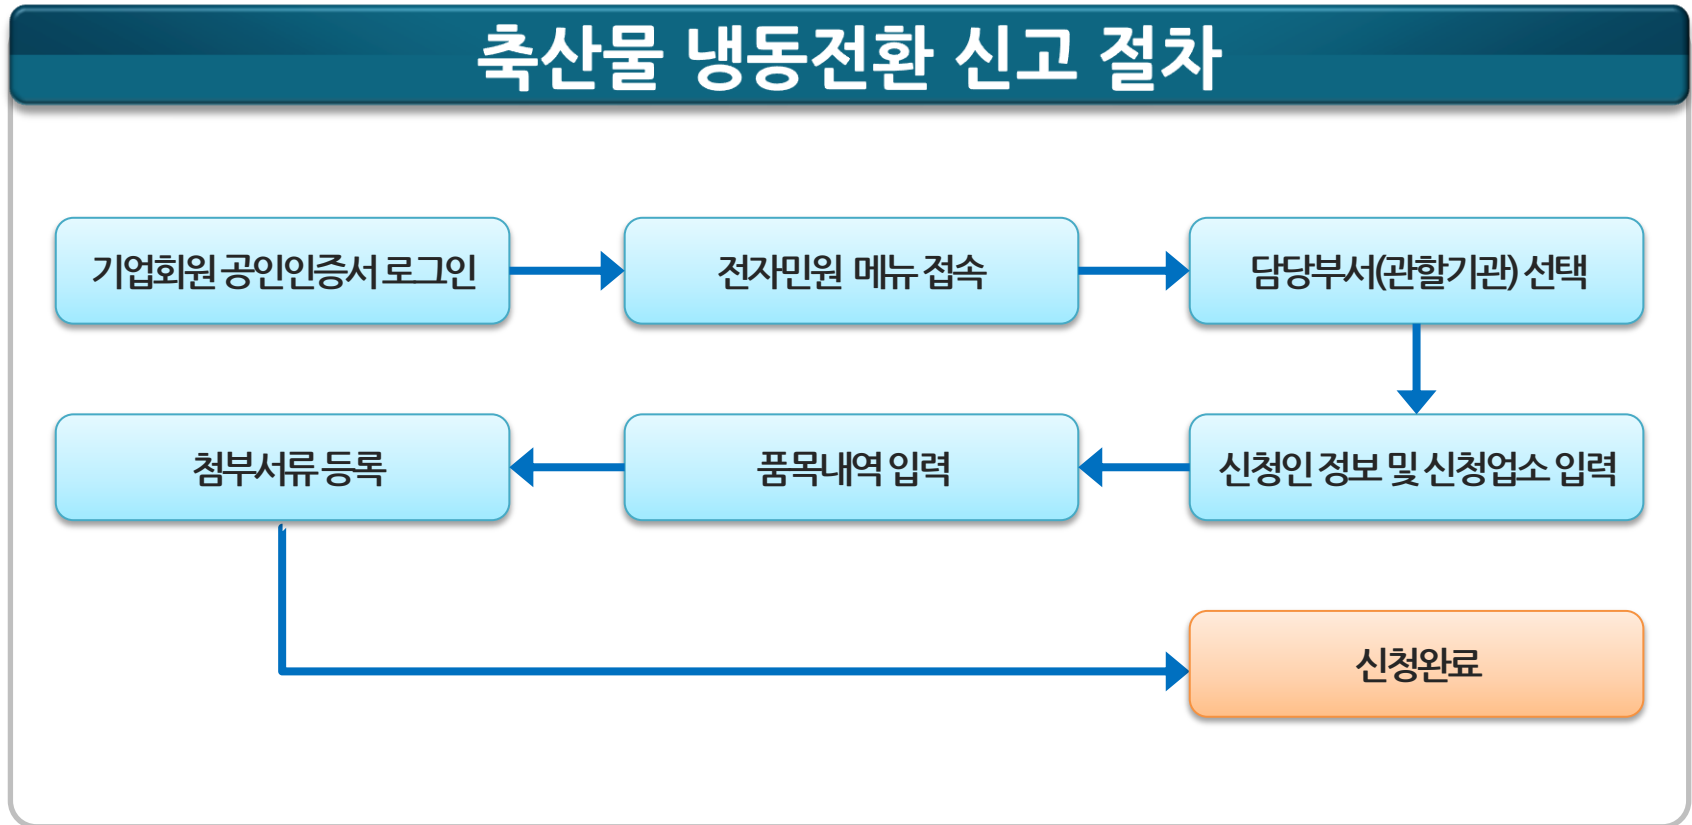 축산물 냉동전환 신고 절차
기업회원 공인인증서 로그인
전자민원 메뉴 접속
담당부서(관할기관) 선택
신청인 정보 및 신청업소 입력
품목내역 입력
첨부서류 등록
신청완료